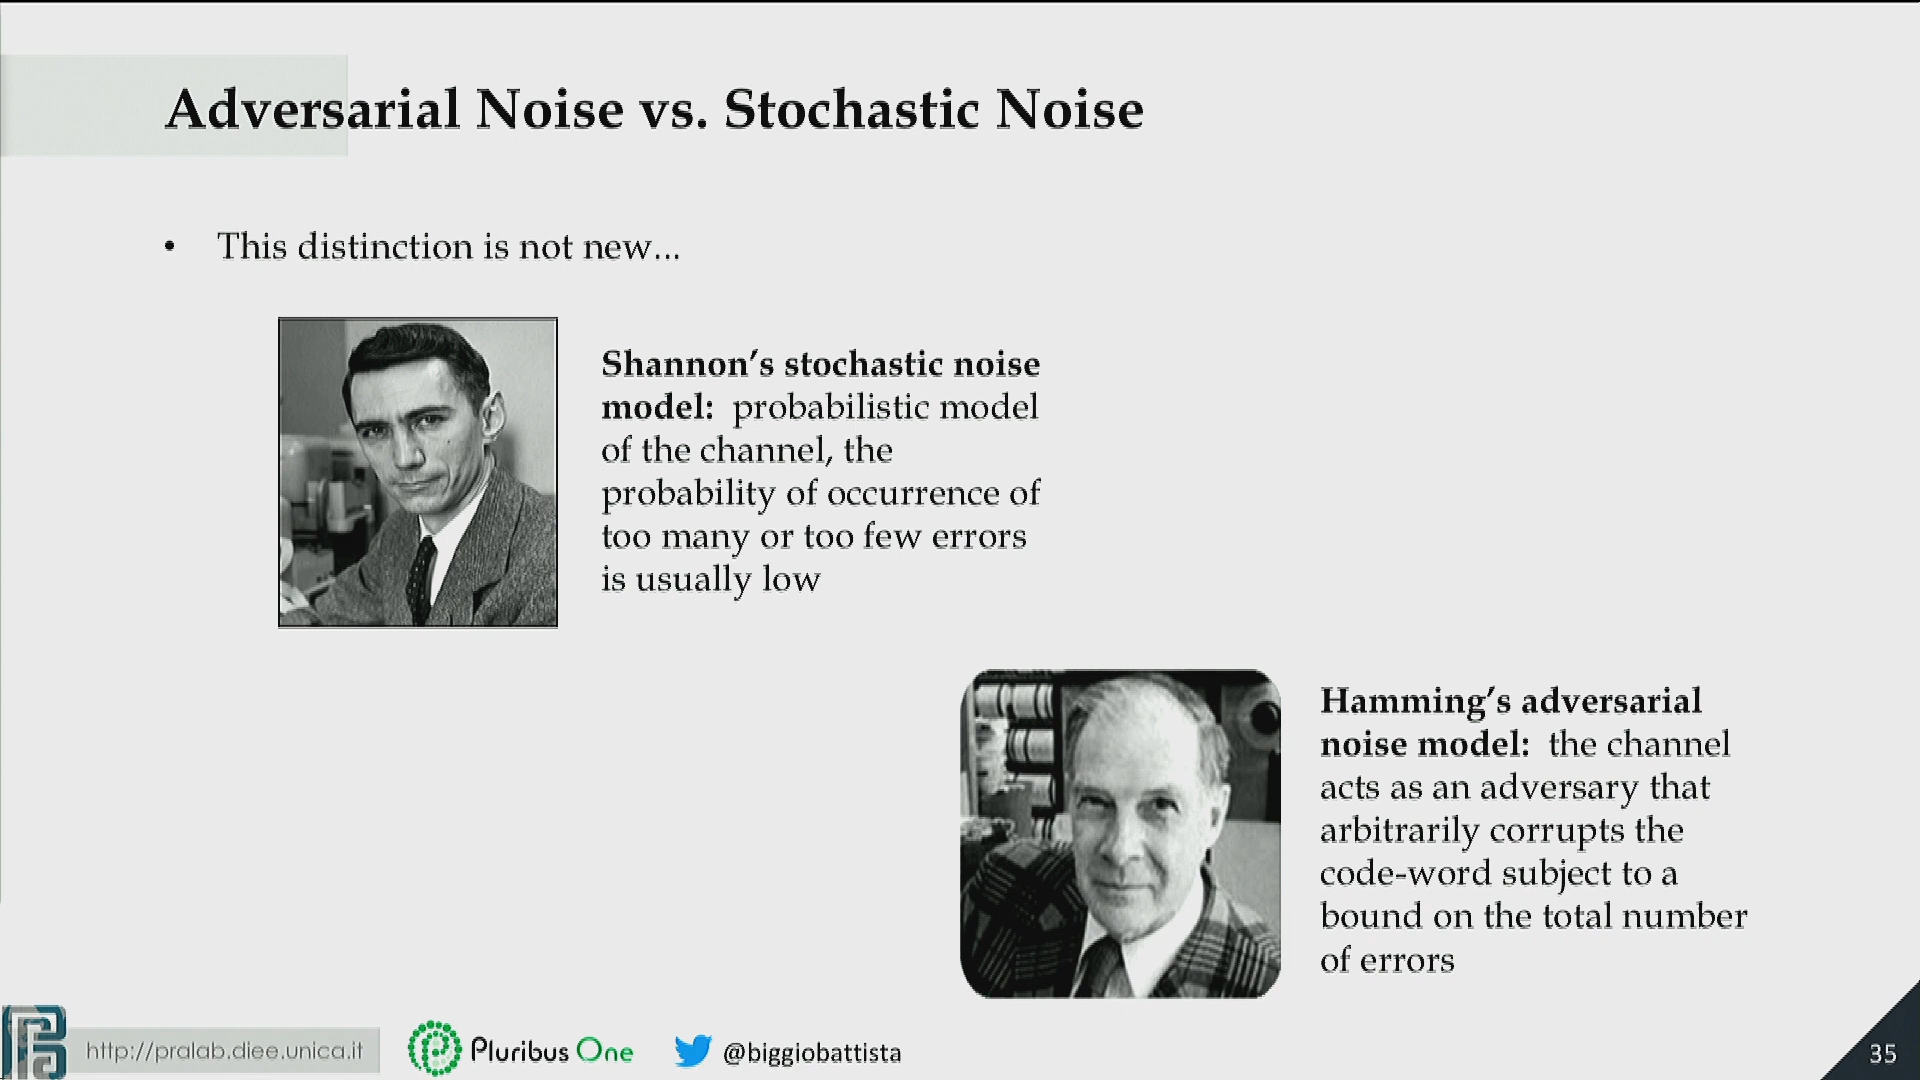 Adversarial Noise vs. Stochastic Noise
• This distinction is not new...
Shannon’s stochastic noise
model: probabilistic model
of the channel, the
probability of occurrence of
too many or too few errors
is usually low
Hamming’s adversarial
noise model: the channel
acts as an adversary that
arbitrarily corrupts the
code-word subject to a
bound on the total number
of errors
http://pralab.diee.unica.it
Pluribus One
@biggiobattista
35